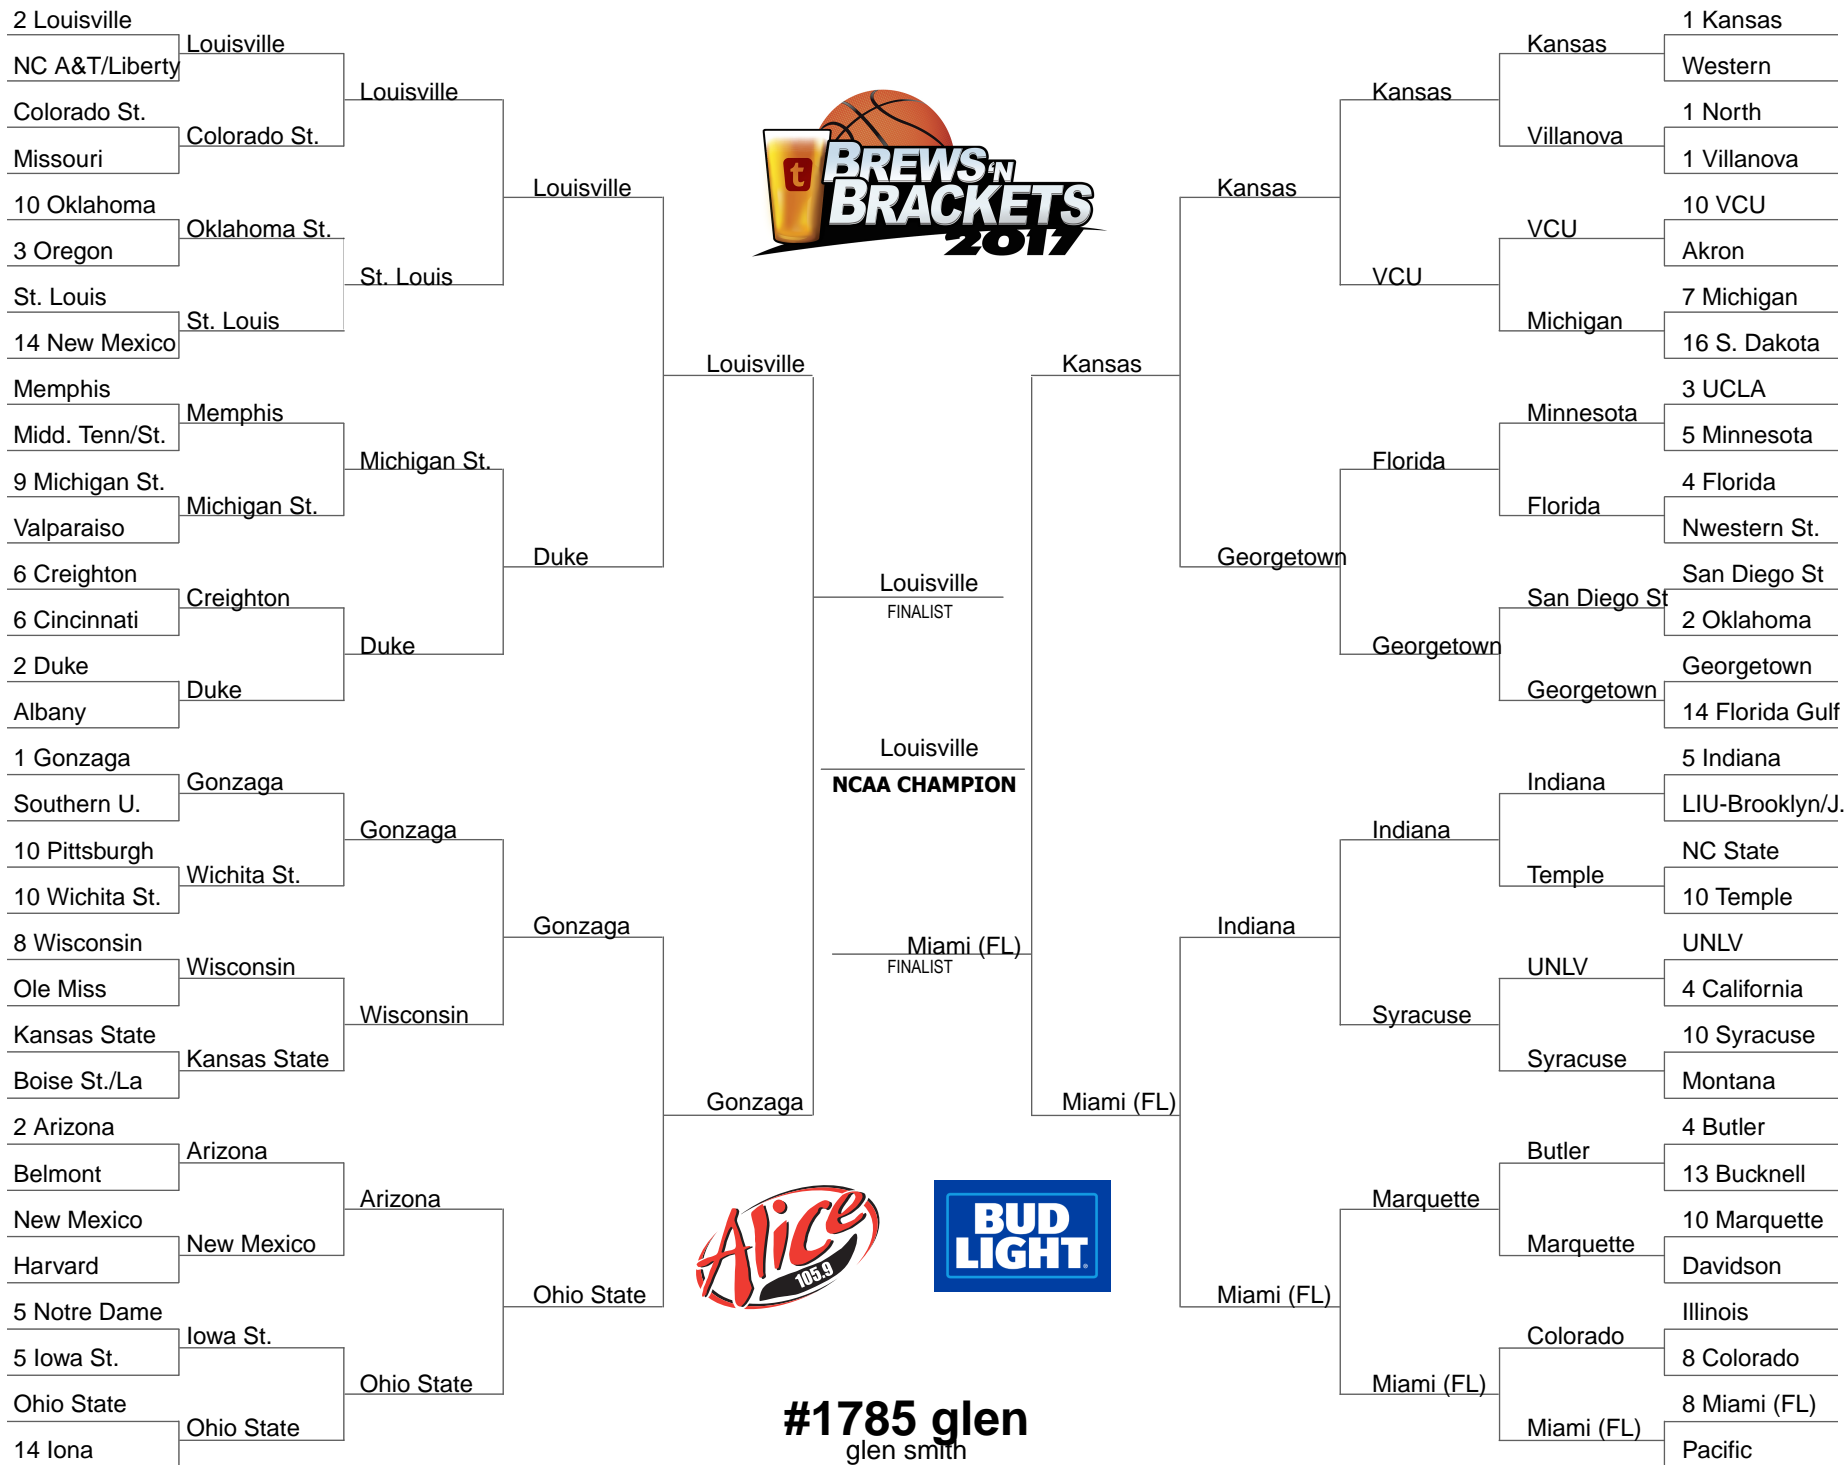 2 Louisville
NC A&T/Liberty
Colorado St.
Missouri
10 Oklahoma
3 Oregon
St. Louis
14 New Mexico
Memphis
Midd. Tenn/St.
9 Michigan St.
Valparaiso
6 Creighton
6 Cincinnati
2 Duke
Albany
1 Gonzaga
Southern U.
10 Pittsburgh
10 Wichita St.
8 Wisconsin
Ole Miss
Kansas State
Boise St./La
2 Arizona
Belmont
New Mexico
Harvard
5 Notre Dame
5 Iowa St.
Ohio State
14 Iona
Louisville
Colorado St.
Oklahoma St.
St. Louis
Memphis
Michigan St.
Creighton
Duke
Gonzaga
Wichita St.
Wisconsin
Kansas State
Arizona
New Mexico
Iowa St.
Ohio State
Louisville
St. Louis
Michigan St.
Duke
Gonzaga
Wisconsin
Arizona
Ohio State
Louisville
Duke
Gonzaga
Ohio State
Louisville
Gonzaga
t
BREWS 'N
BRACKETS
2017
Louisville
FINALIST
Louisville
NCAA CHAMPION
Miami (FL)
FINALIST
Alice
105.9
BUD
LIGHT
#1785 glen
glen smith
Kansas
Miami (FL)
Kansas
Georgetown
Indiana
Miami (FL)
Kansas
VCU
Florida
Georgetown
Indiana
Syracuse
Marquette
Miami (FL)
Kansas
Villanova
VCU
Michigan
Minnesota
Florida
San Diego St
Georgetown
Indiana
Temple
UNLV
Syracuse
Butler
Marquette
Colorado
Miami (FL)
1 Kansas
Western
1 North
1 Villanova
10 VCU
Akron
7 Michigan
16 S. Dakota
3 UCLA
5 Minnesota
4 Florida
Nwestern St.
San Diego St
2 Oklahoma
Georgetown
14 Florida Gulf
5 Indiana
LIU-Brooklyn/J.
NC State
10 Temple
UNLV
4 California
10 Syracuse
Montana
4 Butler
13 Bucknell
10 Marquette
Davidson
Illinois
8 Colorado
8 Miami (FL)
Pacific